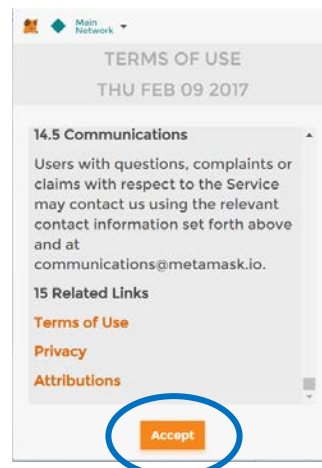 Main
Network
TERMS OF USE
THU FEB 09 2017
14.5 Communications
Users with questions, complaints or
claims with respect to the Service
may contact us using the relevant
contact information set forth above
and at
communications@metamask.io.
15 Related Links
Terms of Use
Privacy
Attributions
Accept